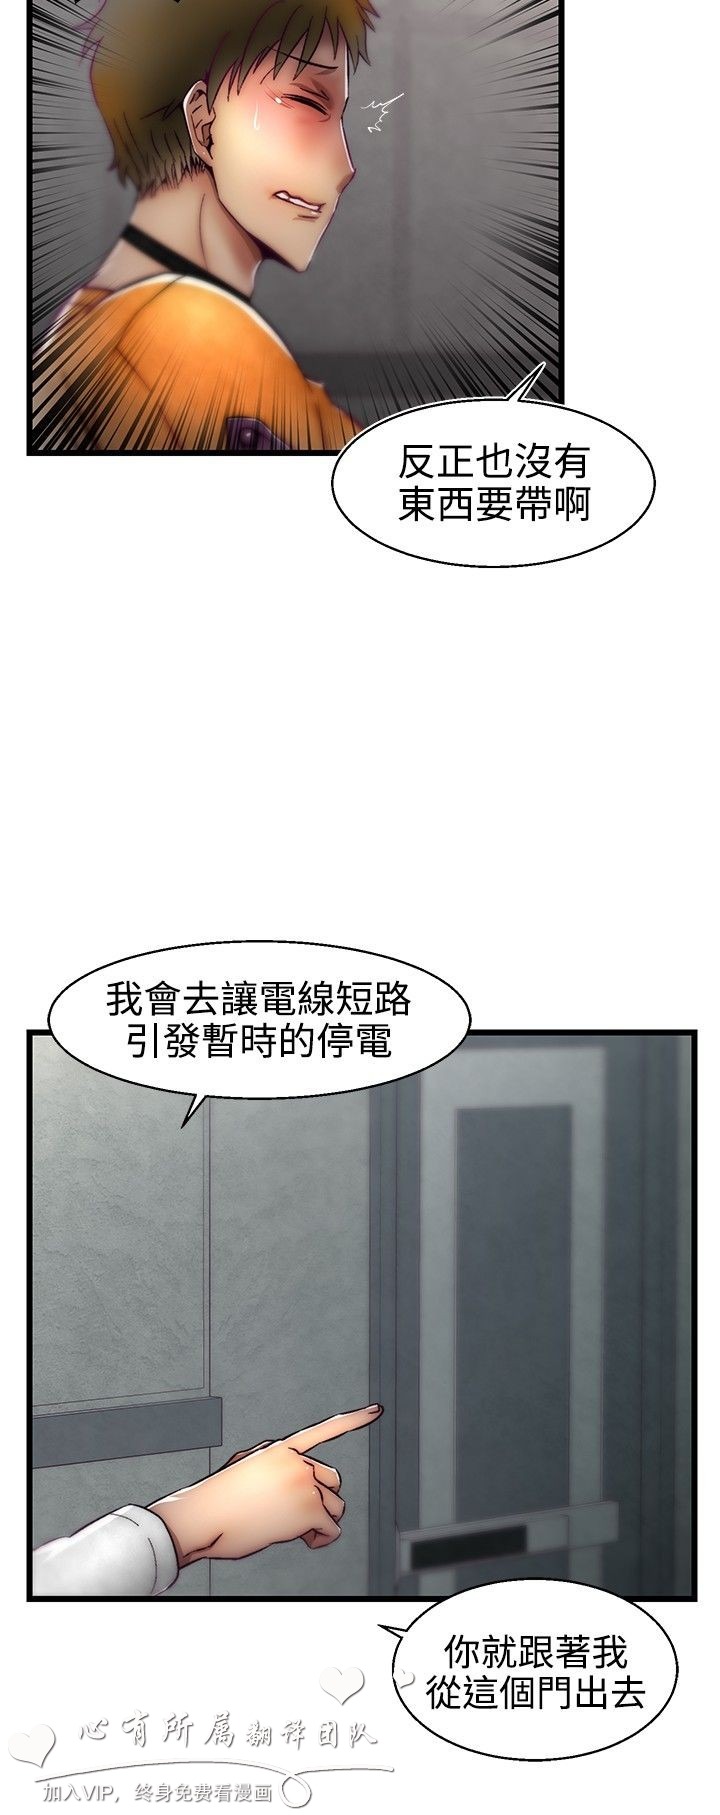 反正也沒有
東西要帶啊
我會去讓電線短路
引發暫時的停電
你就跟著我
從這個門出去
心有所属翻译团队
加入VIP，终身免费看漫画